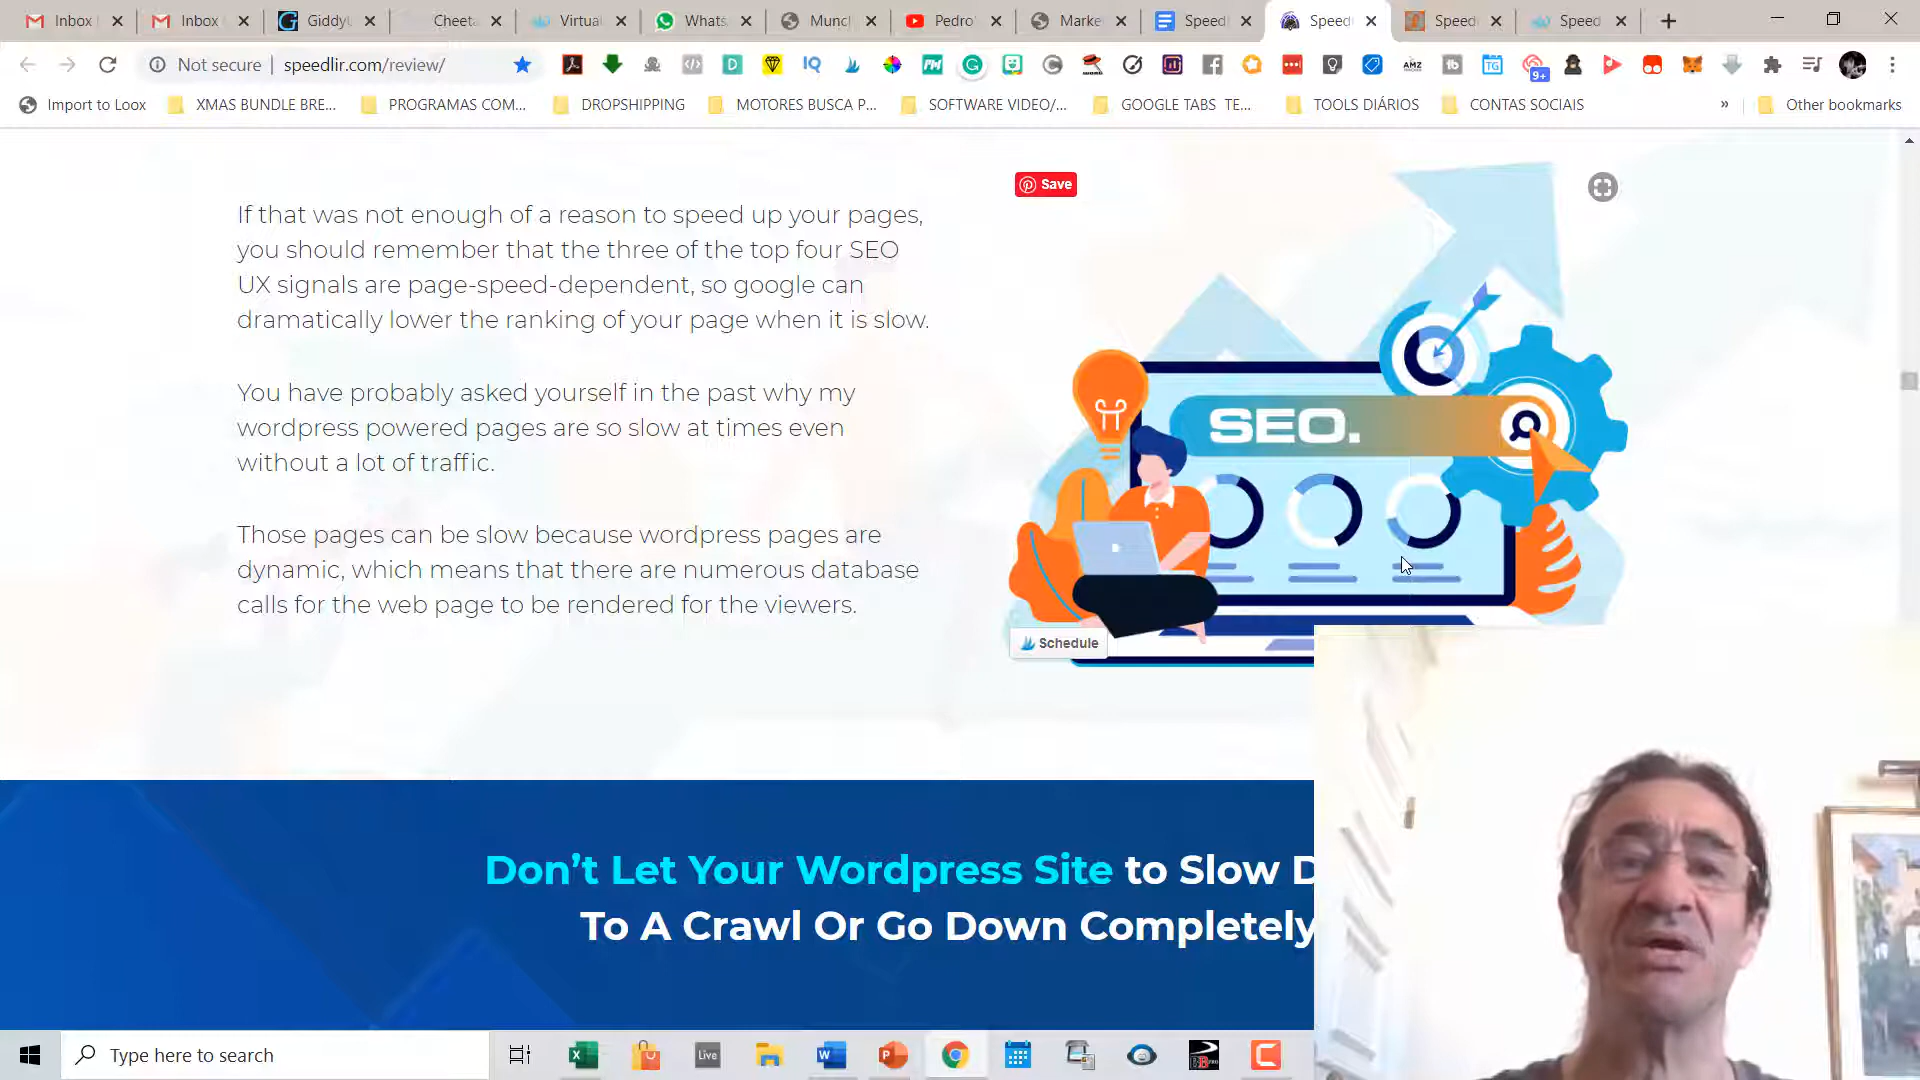 Inbox
Inbox
Giddy
Cheet
Virtua
Whats
Munc
Pedro
Marke
Speed
Speed
Speed
Speed
Not secure
speedlir.com/review/
9+
Import to Loox
XMAS BUNDLE BRE...
PROGRAMAS COM...
DROPSHIPPING
MOTORES BUSCA P...
SOFTWARE VIDEO/...
GOOGLE TABS TE...
TOOLS DIÁRIOS
CONTAS SOCIAIS
»
Other bookmarks
Save
If that was not enough of a reason to speed up your pages,
you should remember that the three of the top four SEO
UX signals are page-speed-dependent, so google can
dramatically lower the ranking of your page when it is slow.
You have probably asked yourself in the past why my
wordpress powered pages are so slow at times even
without a lot of traffic.
Those pages can be slow because wordpress pages are
dynamic, which means that there are numerous database
calls for the web page to be rendered for the viewers.
SEO.
Schedule
Don't Let Your Wordpress Site to Slow D
To A Crawl Or Go Down Completely
Type here to search
Live